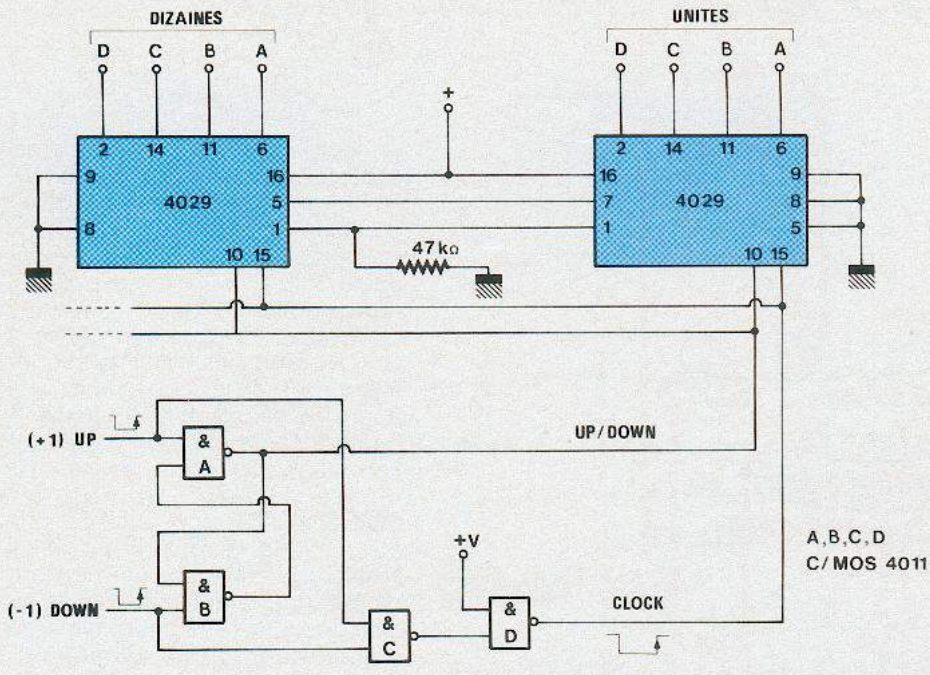 DIZAINES
UNITES
D C B A
D C B A
+
2 14 11 6
2 14 11 6
9 16
16 9
4029
4029
5
7 8
8 1
1 5
10 15
10 15
47kΩ
(+1) UP
&
A
UP/DOWN
+V
A,B,C,D
C/MOS 4011
(-1) DOWN
&
B
&
C
&
D
CLOCK